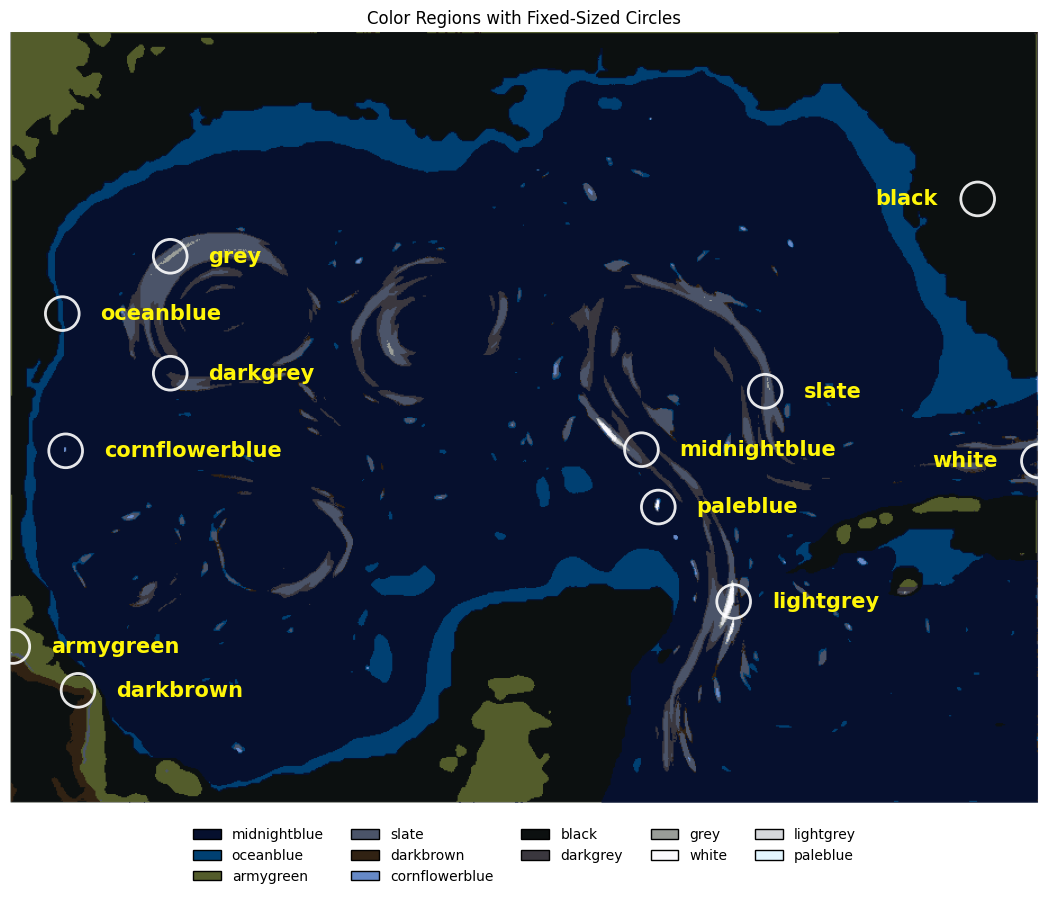 Color Regions with Fixed-Sized Circles
black
grey
oceanblue
darkgrey
slate
cornflowerblue
midnightblue
white
paleblue
lightgrey
armygreen
darkbrown
midnightblue slate black grey lightgrey
oceanblue darkbrown darkgrey white paleblue
armygreen cornflowerblue